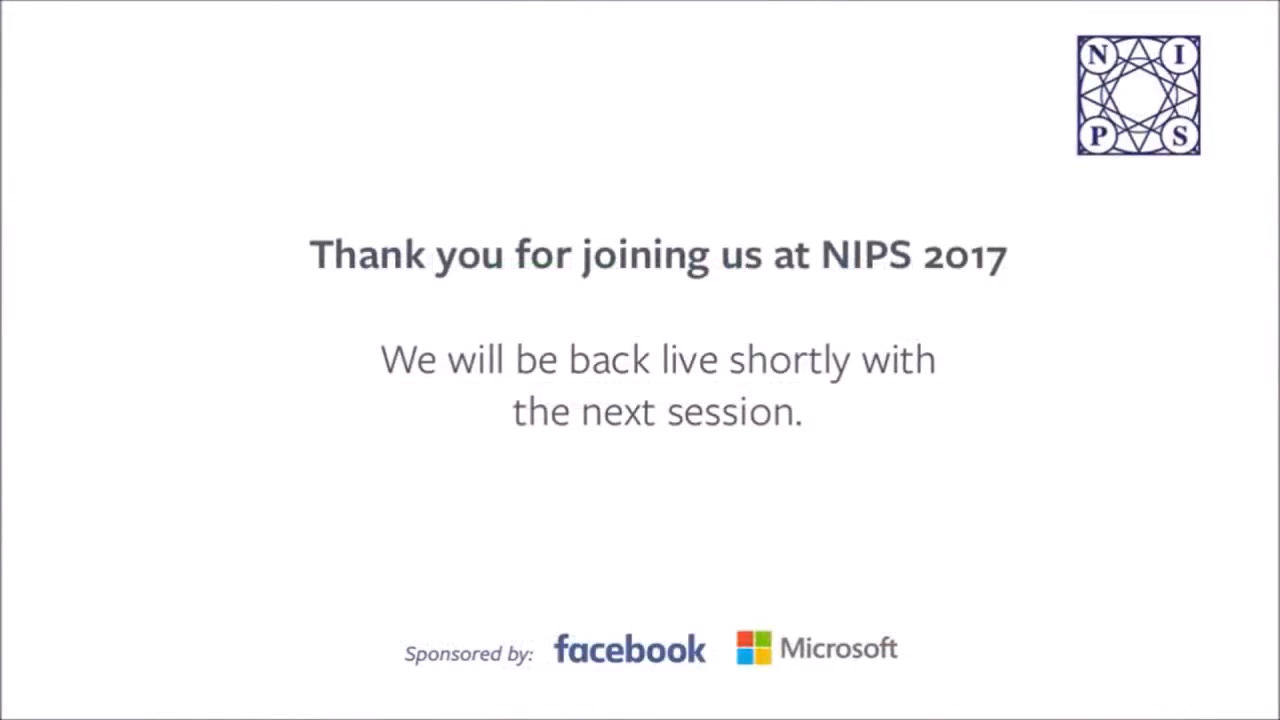 N I
P S
Thank you for joining us at NIPS 2017
We will be back live shortly with
the next session.
Sponsored by: facebook Microsoft